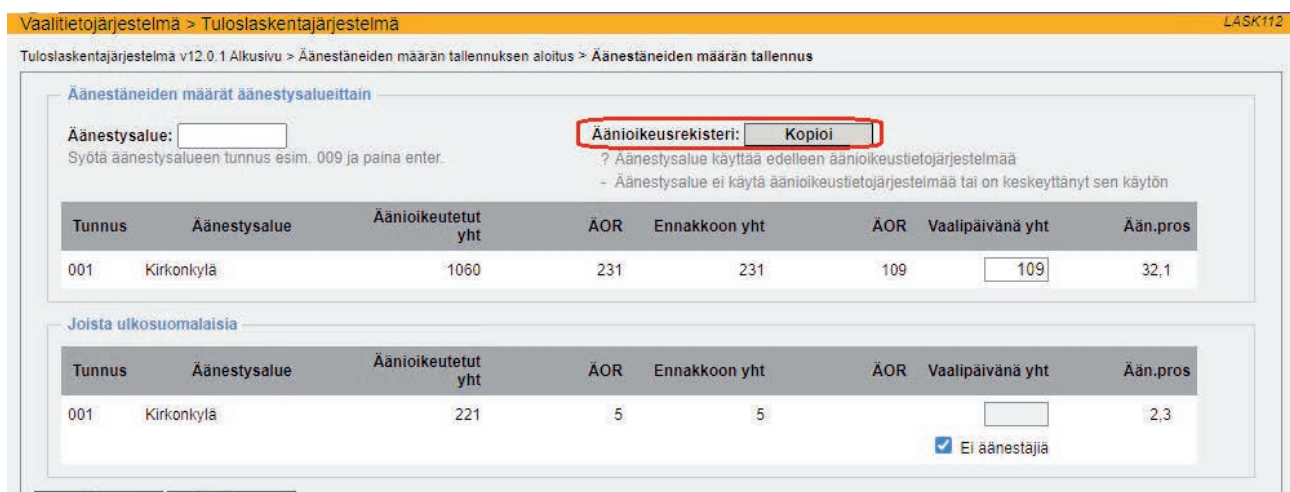 Vaalitietojärjestelmä > Tuloslaskentajärjestelmä LASK112
Tuloslaskentajärjestelmä v12.0.1 Alkusivu > Äänestäneiden määrän tallennuksen aloitus > Äänestäneiden määrän tallennus
Äänestäneiden määrät äänestysalueittain
Äänestysalue: Äänioikeusrekisteri: Kopioi
Syötä äänestysalueen tunnus esim. 009 ja paina enter. ? Äänestysalue käyttää edelleen äänioikeustietojärjestelmää
- Äänestysalue ei käytä äänioikeustietojärjestelmää tai on keskeyttänyt sen käytön
Tunnus Äänestysalue Äänioikeutetut yht ÄOR Ennakkoon yht ÄOR Vaalipäivänä yht Ään.pros
001 Kirkonkylä 1060 231 231 109 109 32,1
Joista ulkosuomalaisia
Tunnus Äänestysalue Äänioikeutetut yht ÄOR Ennakkoon yht ÄOR Vaalipäivänä yht Ään.pros
001 Kirkonkylä 221 5 5 2,3
Ei äänestäjiä